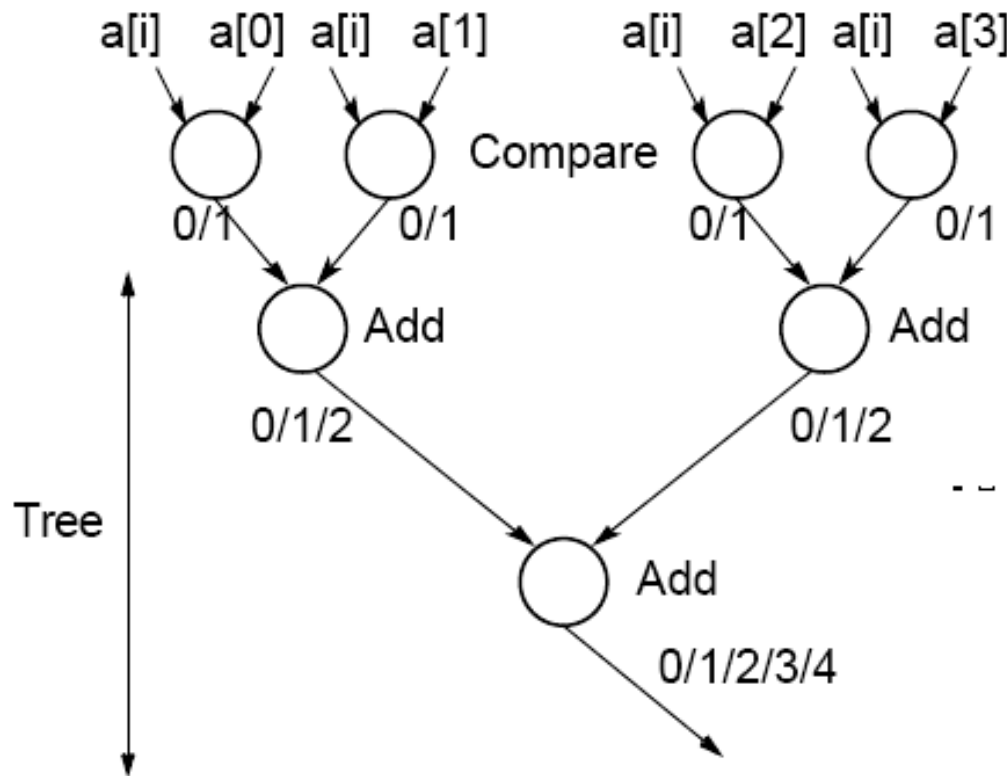 a[i] a[0] a[i] a[1] a[i] a[2] a[i] a[3]
Compare
0/1 0/1 0/1 0/1
Add Add
0/1/2 0/1/2
Tree
Add
0/1/2/3/4